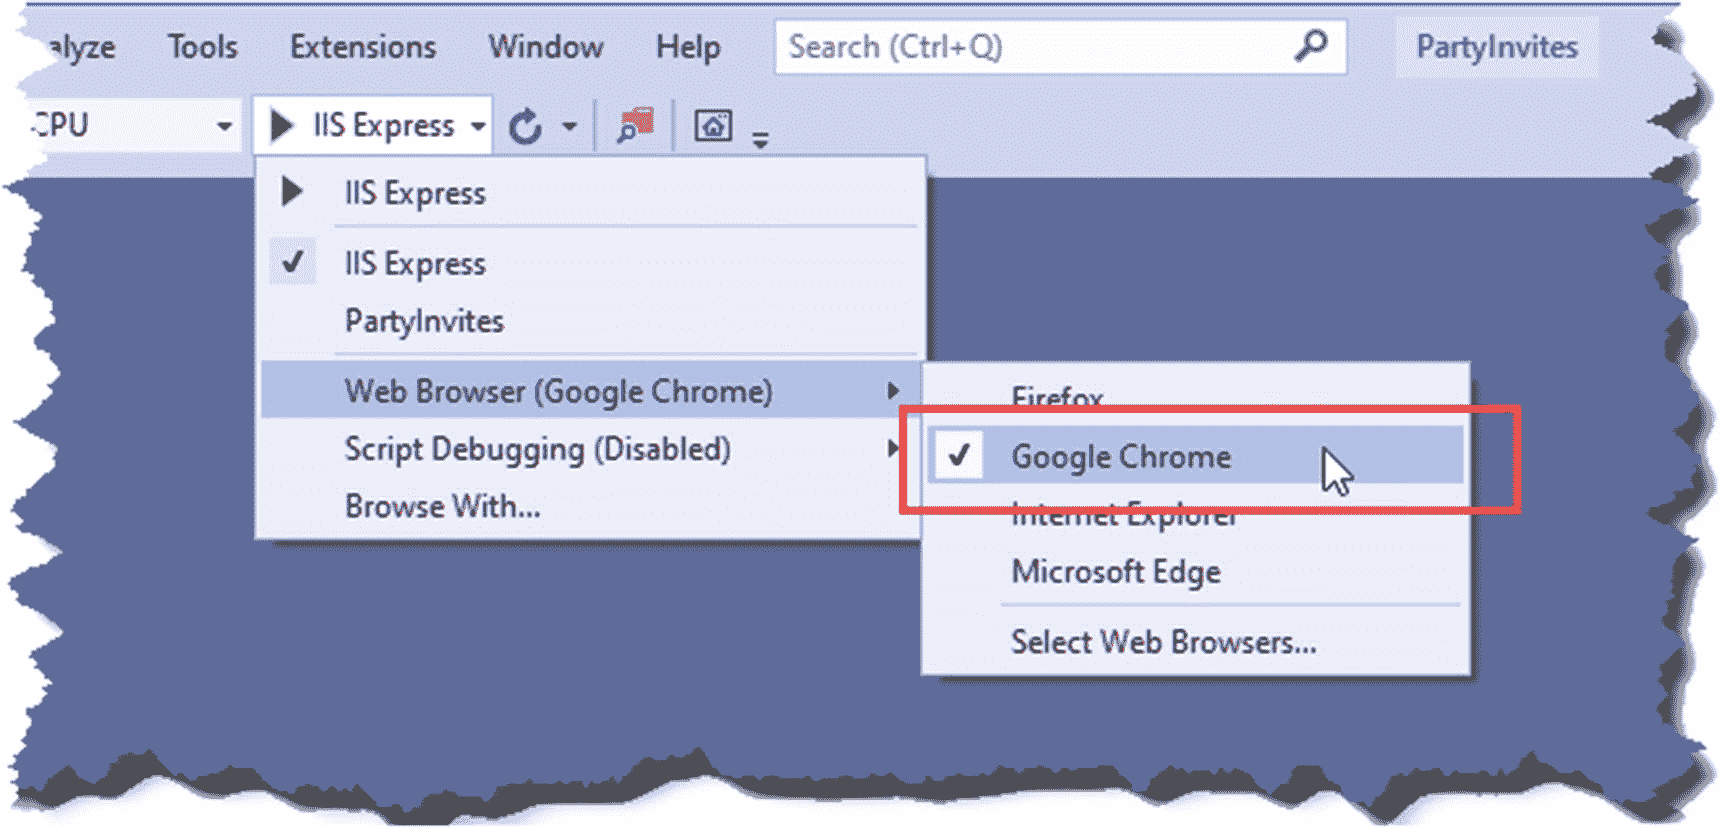 alyze Tools Extensions Window Help Search (Ctrl+Q) PartyInvites
CPU IIS Express
IIS Express
IIS Express
PartyInvites
Web Browser (Google Chrome)
Script Debugging (Disabled)
Browse With...
Firefox
Google Chrome
Internet Explorer
Microsoft Edge
Select Web Browsers...